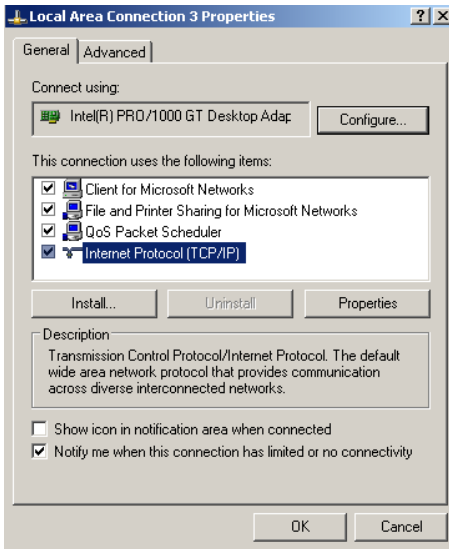 Local Area Connection 3 Properties
General Advanced
Connect using:
Intel(R) PRO/1000 GT Desktop Adap Configure...
This connection uses the following items:
Client for Microsoft Networks
File and Printer Sharing for Microsoft Networks
QoS Packet Scheduler
Internet Protocol (TCP/IP)
Install... Uninstall Properties
Description
Transmission Control Protocol/Internet Protocol. The default
wide area network protocol that provides communication
across diverse interconnected networks.
Show icon in notification area when connected
Notify me when this connection has limited or no connectivity
OK Cancel